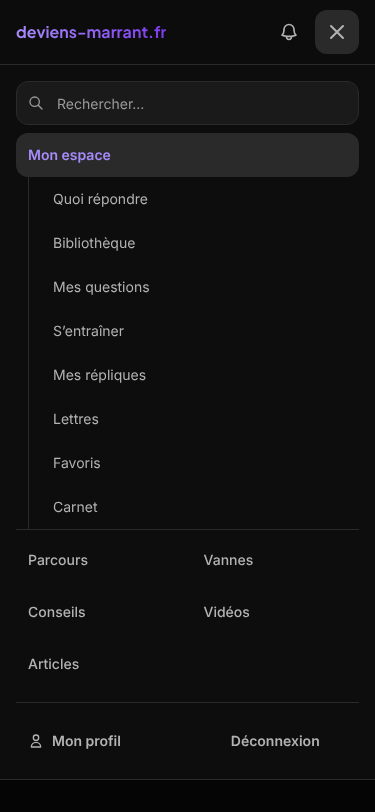 deviens-marrant.fr
Rechercher...
Mon espace
Quoi répondre
Bibliothèque
Mes questions
S'entraîner
Mes répliques
Lettres
Favoris
Carnet
Parcours Vannes
Conseils Vidéos
Articles
Mon profil Déconnexion